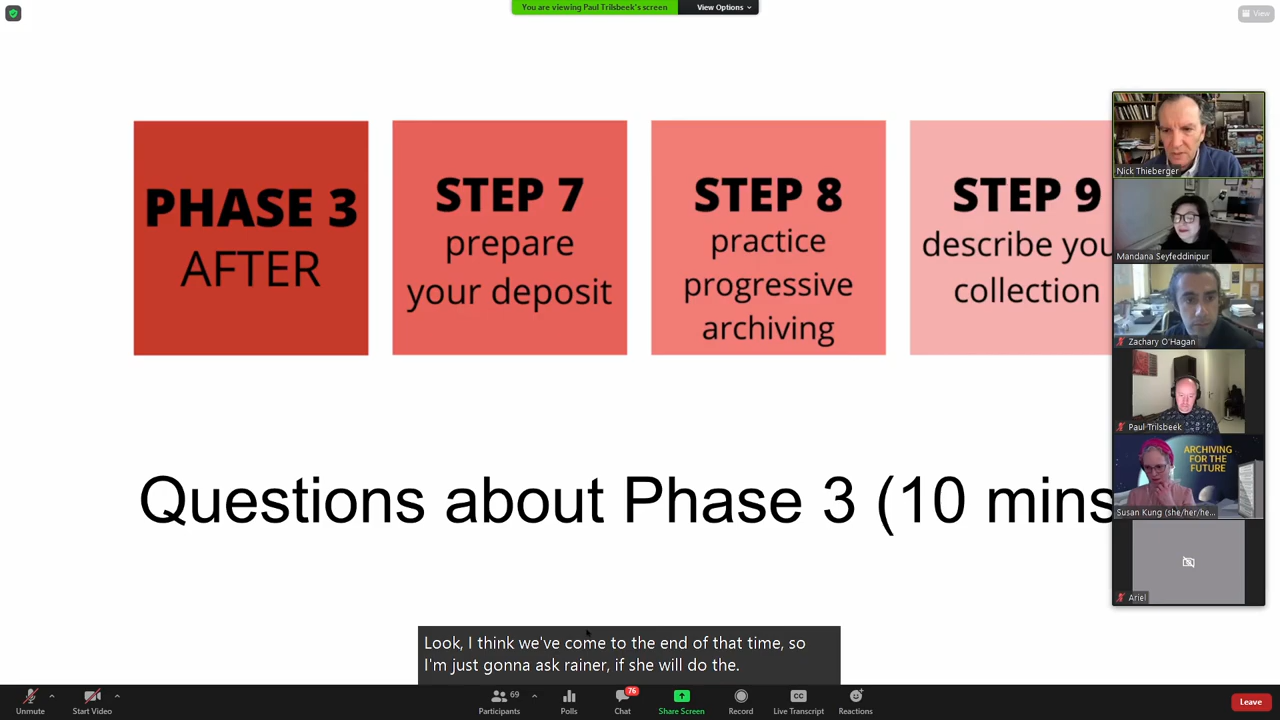 You are viewing Paul Trilsbeek's screen
View Options
View
PHASE 3
AFTER
STEP 7
prepare
your deposit
STEP 8
practice
progressive
archiving
STEP 9
describe you
collection
Questions about Phase 3 (10 mins
Nick Thieberger
Mandana Seyfeddinipur
Zachary O'Hagan
Paul Trilsbeek
ARCHIVING
FOR THE
FUTURE
Susan Kung (she/her/he...
Ariel
Look, I think we've come to the end of that time, so
I'm just gonna ask rainer, if she will do the.
Unmute
Start Video
69
Participants
Polls
76
Chat
Share Screen
Record
CC
Live Transcript
Reactions
Leave